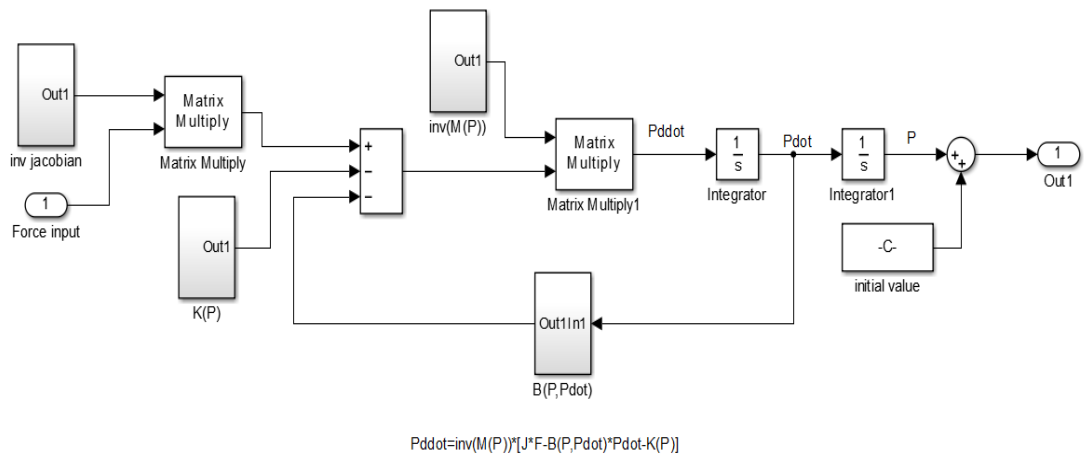 Out1
inv jacobian
1
Force input
Matrix
Multiply
Matrix Multiply
Out1
K(P)
+
−
−
Out1
inv(M(P))
Matrix
Multiply
Matrix Multiply1
Pddot
1
s
Integrator
Pdot
1
s
Integrator1
P
+
+
1
Out1
-C-
initial value
Out1In1
B(P,Pdot)
Pddot=inv(M(P))*[J*F-B(P,Pdot)*Pdot-K(P)]